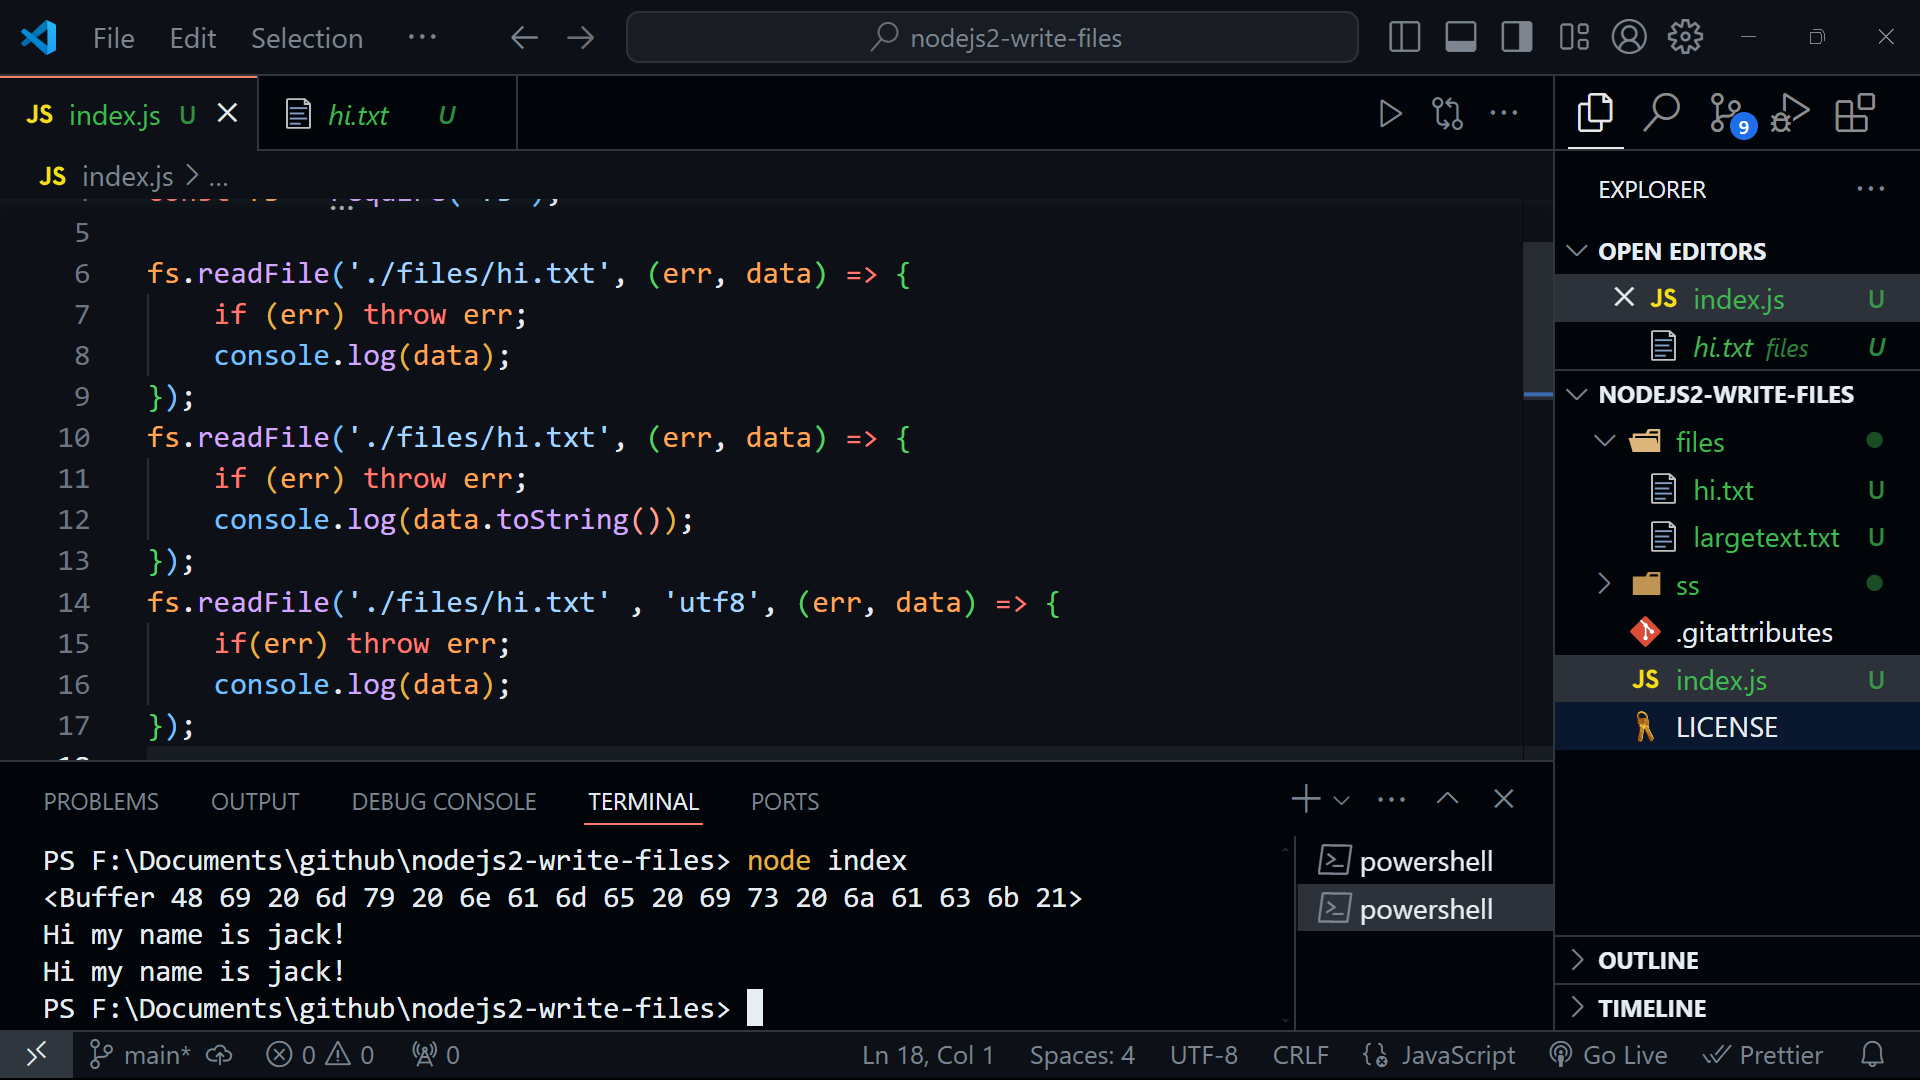 File Edit Selection ··· nodejs2-write-files
JS index.js U hi.txt U
JS index.js > ...
const fs = require('fs');
5
6 fs.readFile('./files/hi.txt', (err, data) => {
7 if (err) throw err;
8 console.log(data);
9 });
10 fs.readFile('./files/hi.txt', (err, data) => {
11 if (err) throw err;
12 console.log(data.toString());
13 });
14 fs.readFile('./files/hi.txt' , 'utf8', (err, data) => {
15 if(err) throw err;
16 console.log(data);
17 });
18
9
EXPLORER
OPEN EDITORS
JS index.js U
hi.txt files U
NODEJS2-WRITE-FILES
files
hi.txt U
largetext.txt U
ss
.gitattributes
JS index.js U
LICENSE
OUTLINE
TIMELINE
PROBLEMS OUTPUT DEBUG CONSOLE TERMINAL PORTS
PS F:\Documents\github\nodejs2-write-files> node index
<Buffer 48 69 20 6d 79 20 6e 61 6d 65 20 69 73 20 6a 61 63 6b 21>
Hi my name is jack!
Hi my name is jack!
PS F:\Documents\github\nodejs2-write-files>
powershell
powershell
main* 0 0 0 Ln 18, Col 1 Spaces: 4 UTF-8 CRLF JavaScript Go Live Prettier